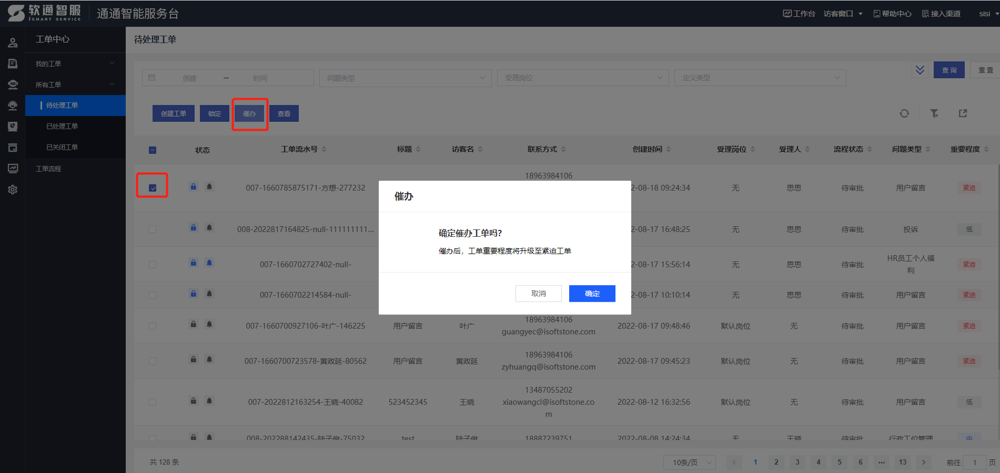 软通智服
iSMART SERVICE
通通智能服务台
工作台 访客窗口 帮助中心 接入渠道 sisi
工单中心
我的工单
所有工单
待处理工单
已处理工单
已关闭工单
工单流程
待处理工单
创建 — 时间 问题类型 受理岗位 定义类型 查询 重置
创建工单 锁定 催办 查看
状态 工单流水号 标题 访客名 联系方式 创建时间 受理岗位 受理人 流程状态 问题类型 重要程度
18963984106
007-1660785875171-方想-277232 2-08-18 09:24:34 无 思思 待审批 用户留言 紧迫
008-2022817164825-null-111111111... 2-08-17 16:48:25 无 思思 待审批 投诉 低
007-1660702727402-null- 2-08-17 15:56:14 无 思思 待审批 HR员工个人福
利 紧迫
007-1660702214584-null- 2-08-17 10:10:14 无 思思 待审批 用户留言 紧迫
催办
确定催办工单吗?
催办后，工单重要程度将升级至紧迫工单
取消 确定
007-1660700927106-叶广-146225 用户留言 叶广 18963984106
guangyec@isoftstone.com 2022-08-17 09:48:46 默认岗位 无 待审批 用户留言 紧迫
007-1660700723578-黄政延-80562 用户留言 黄政延 18963984106
zyhuangq@isoftstone.com 2022-08-17 09:45:23 默认岗位 无 待审批 用户留言 紧迫
007-2022812163254-王晓-40082 523452345 王晓 13487055202
xiaowangcl@isoftstone.co
m 2022-08-12 16:32:56 默认岗位 无 待审批 用户留言 低
008-202288142435-陆子俊-75032 test 陆子俊 18887239751 2022-08-08 14:24:34 无 王晓 待审批 行政工位管理 中
共 128 条 10条/页 1 2 3 4 5 6 ··· 13 前往 1 页